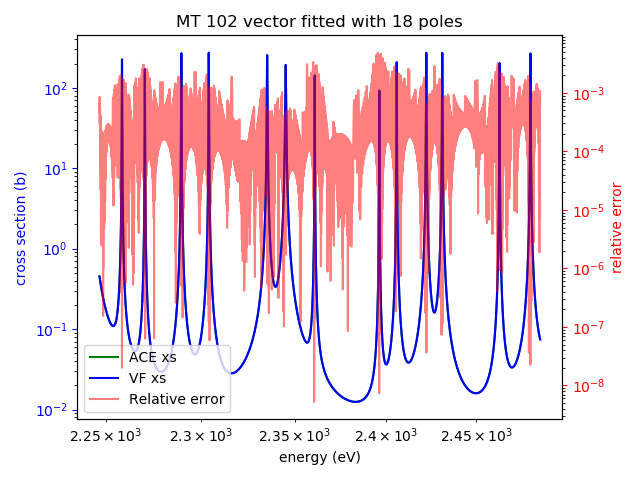 MT 102 vector fitted with 18 poles
cross section (b)
10²
10¹
10⁰
10⁻¹
10⁻²
relative error
10⁻³
10⁻⁴
10⁻⁵
10⁻⁶
10⁻⁷
10⁻⁸
ACE xs
VF xs
Relative error
2.25 × 10³ 2.3 × 10³ 2.35 × 10³ 2.4 × 10³ 2.45 × 10³
energy (eV)